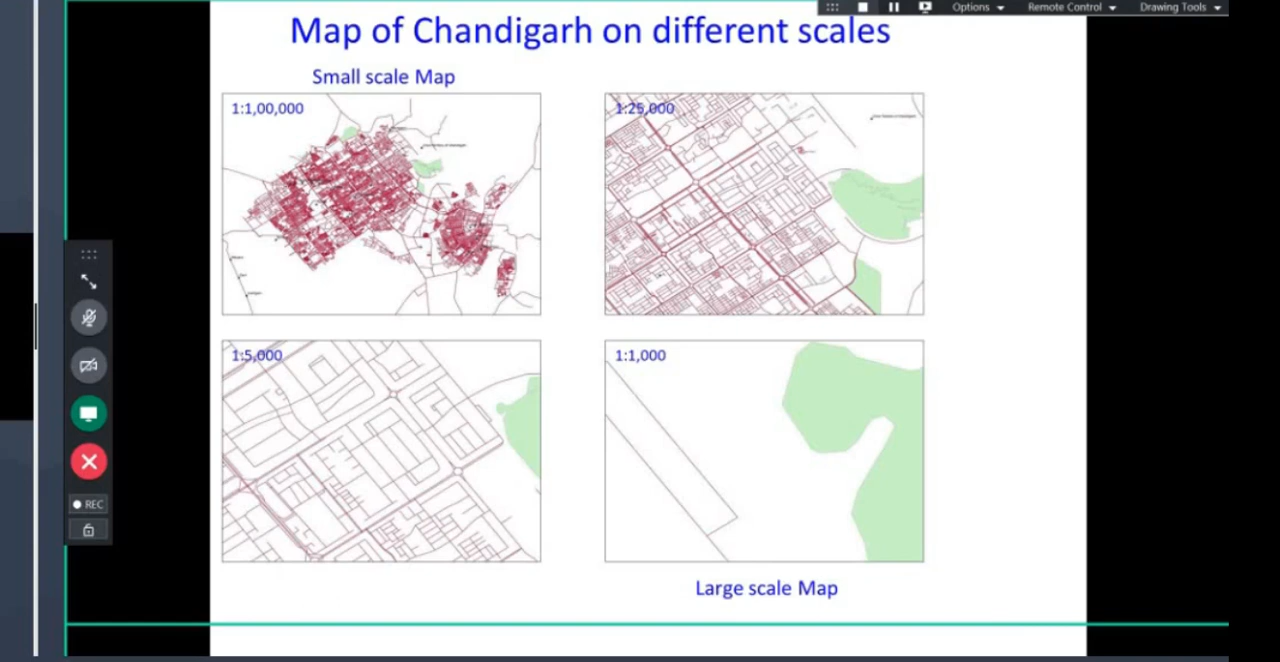 Options
Remote Control
Drawing Tools
Map of Chandigarh on different scales
Small scale Map
1:1,00,000
1:25,000
1:5,000
1:1,000
Large scale Map
REC